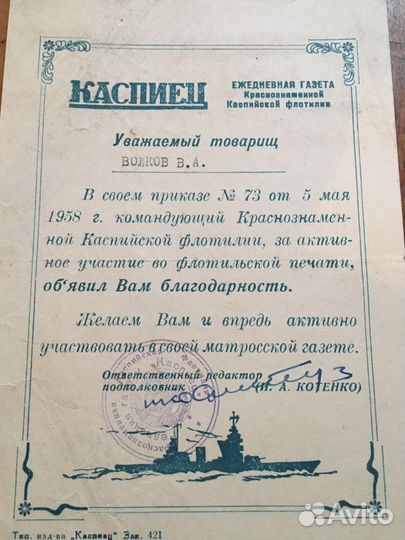 КАСПИЕЦ
ЕЖЕДНЕВНАЯ ГАЗЕТА
Краснознаменной
Каспийской флотилии
Уважаемый товарищ
ВОЛКОВ В.А.
В своем приказе № 73 от 5 мая
1958 г. командующий Краснознамен-
ной Каспийской флотилии, за актив-
ное участие во флотильской печати,
об'явил Вам благодарность.
Желаем Вам и впредь активно
участвовать в своей матросской газете.
Ответственный редактор
подполковник (И. А. КОТЕНКО)
Тип. изд-ва „Каспиец" Зак. 421
Avito